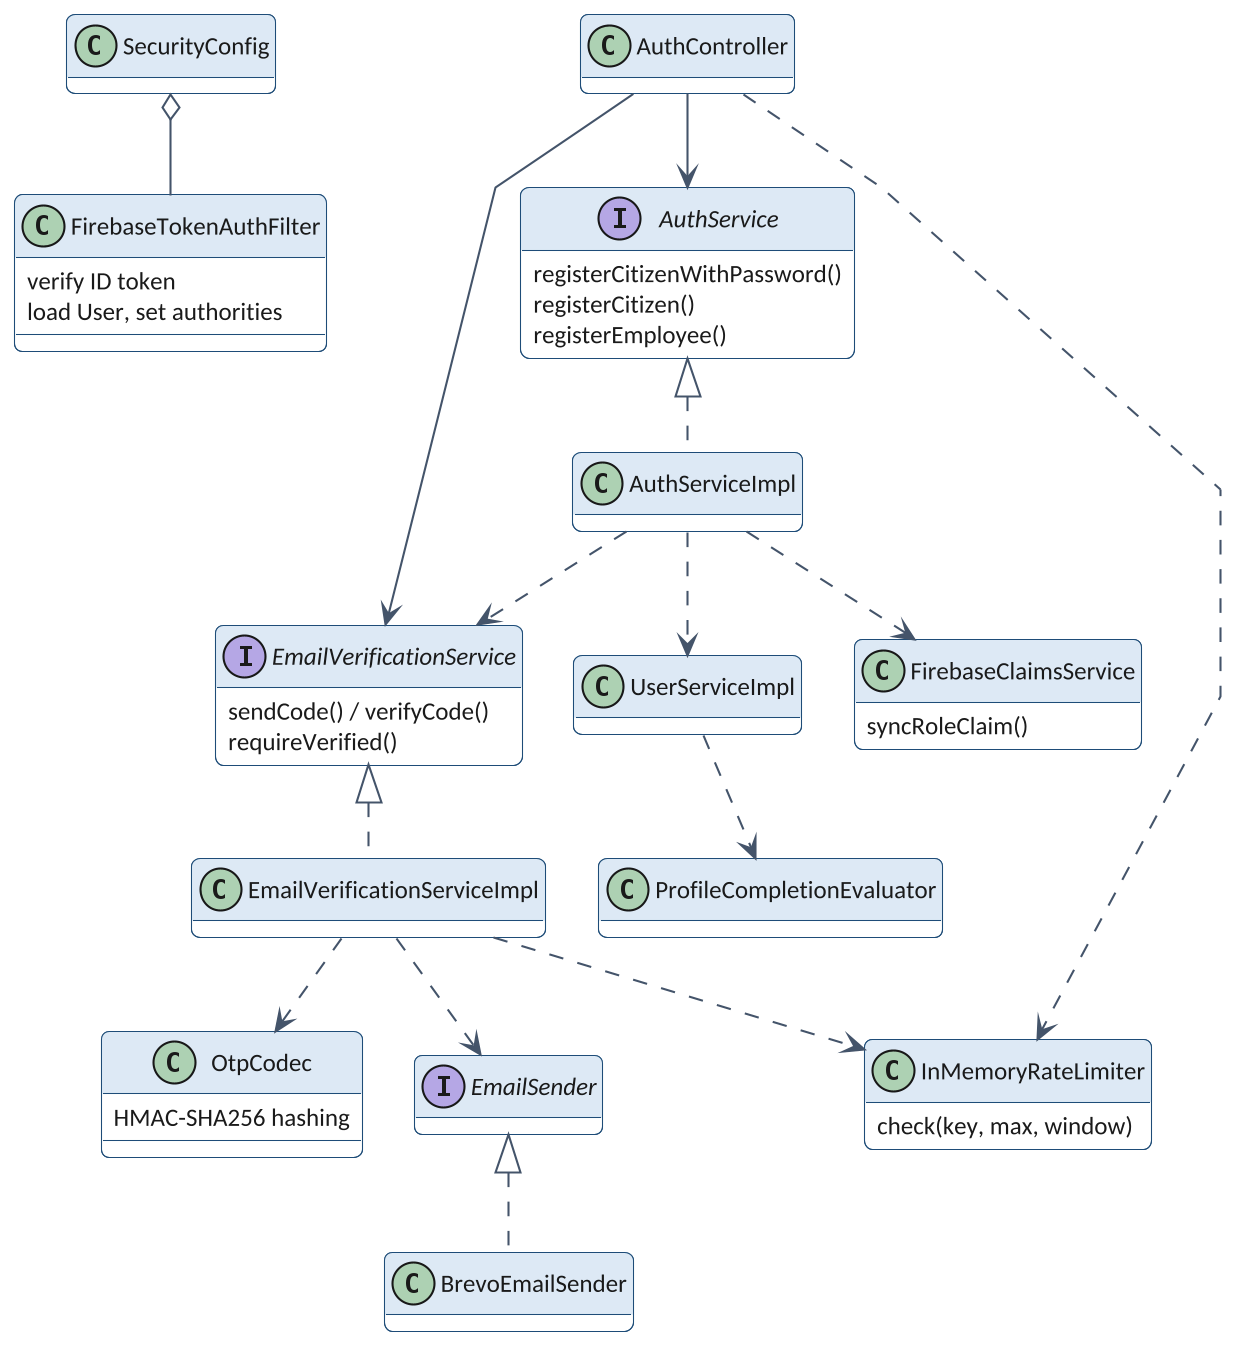 C SecurityConfig
C AuthController
C FirebaseTokenAuthFilter
verify ID token
load User, set authorities
I AuthService
registerCitizenWithPassword()
registerCitizen()
registerEmployee()
C AuthServiceImpl
I EmailVerificationService
sendCode() / verifyCode()
requireVerified()
C UserServiceImpl
C FirebaseClaimsService
syncRoleClaim()
C EmailVerificationServiceImpl
C ProfileCompletionEvaluator
C OtpCodec
HMAC-SHA256 hashing
I EmailSender
C InMemoryRateLimiter
check(key, max, window)
C BrevoEmailSender